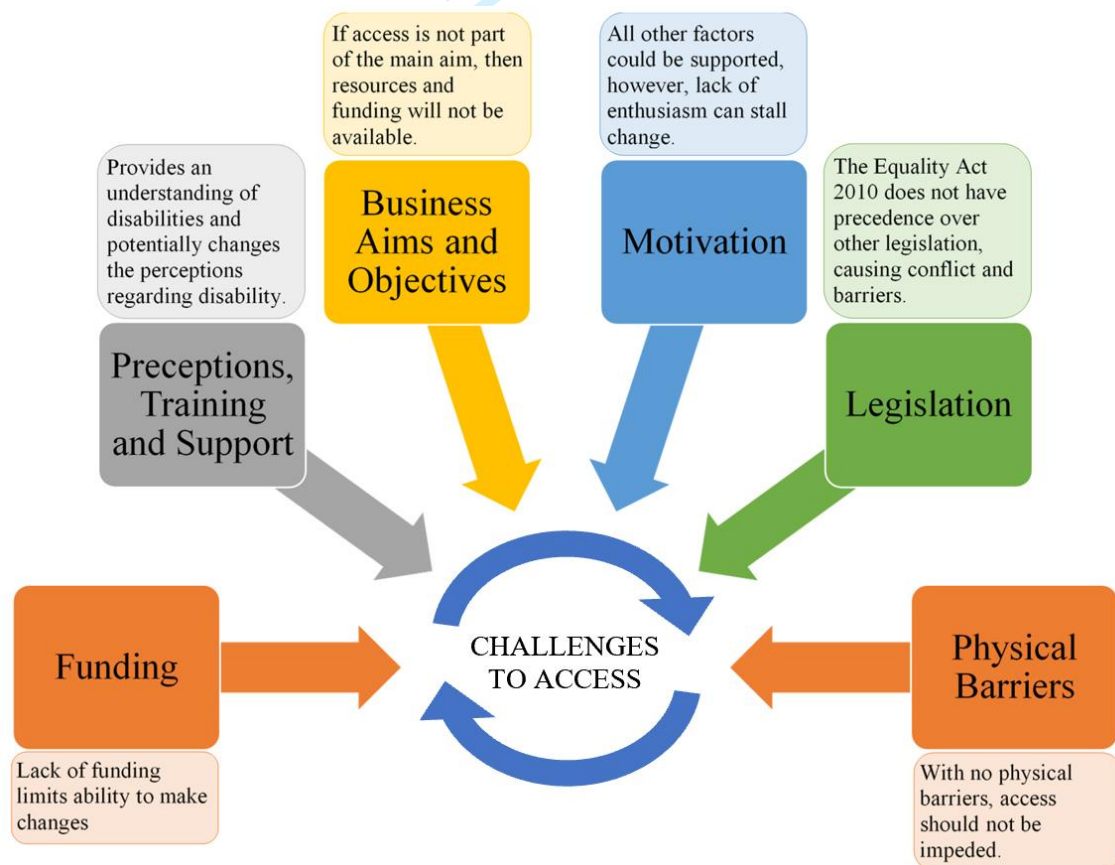 If access is not part
of the main aim, then
resources and
funding will not be
available.
Business
Aims and
Objectives
All other factors
could be supported,
however, lack of
enthusiasm can stall
change.
Motivation
Provides an
understanding of
disabilities and
potentially changes
the perceptions
regarding disability.
Preceptions,
Training
and Support
The Equality Act
2010 does not have
precedence over
other legislation,
causing conflict and
barriers.
Legislation
Funding
Lack of funding
limits ability to make
changes
CHALLENGES
TO ACCESS
Physical
Barriers
With no physical
barriers, access
should not be
impeded.